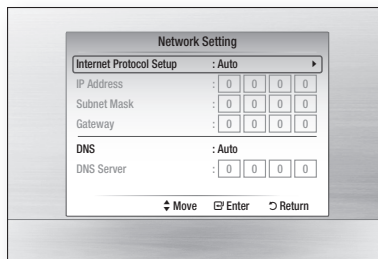 Network Setting
Internet Protocol Setup : Auto
IP Address : 0 0 0 0
Subnet Mask : 0 0 0 0
Gateway : 0 0 0 0
DNS : Auto
DNS Server : 0 0 0 0
Move Enter Return